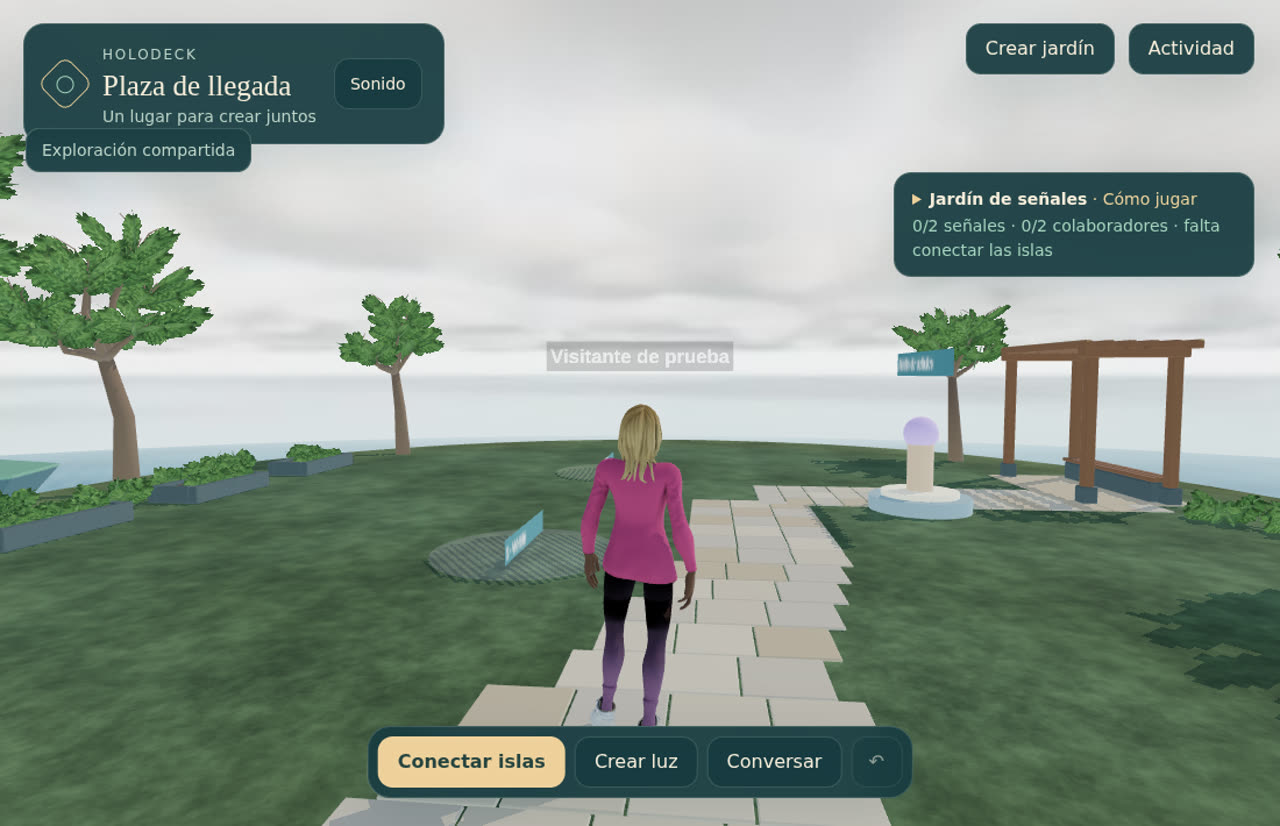 HOLODECK
Plaza de llegada
Un lugar para crear juntos
Sonido
Exploración compartida
Crear jardín
Actividad
Jardín de señales · Cómo jugar
0/2 señales · 0/2 colaboradores · falta
conectar las islas
Visitante de prueba
Conectar islas
Crear luz
Conversar